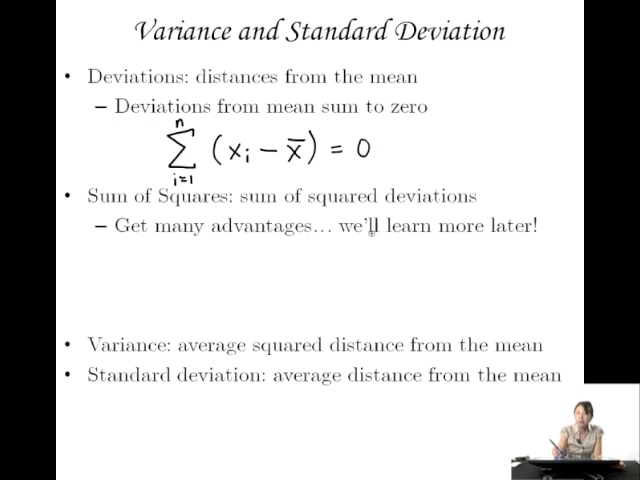 Variance and Standard Deviation
• Deviations: distances from the mean
– Deviations from mean sum to zero
n
∑ (xᵢ − x̄) = 0
i=1
• Sum of Squares: sum of squared deviations
– Get many advantages... we'll learn more later!
• Variance: average squared distance from the mean
• Standard deviation: average distance from the mean